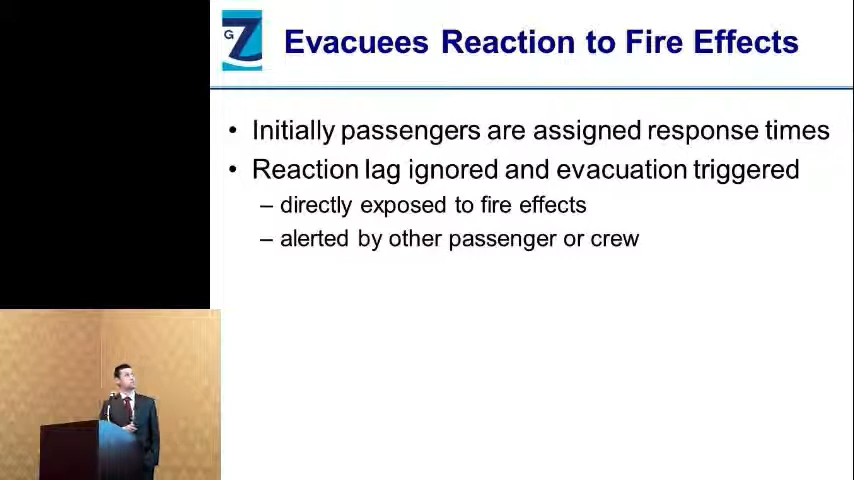 G
Z
Evacuees Reaction to Fire Effects
• Initially passengers are assigned response times
• Reaction lag ignored and evacuation triggered
– directly exposed to fire effects
– alerted by other passenger or crew